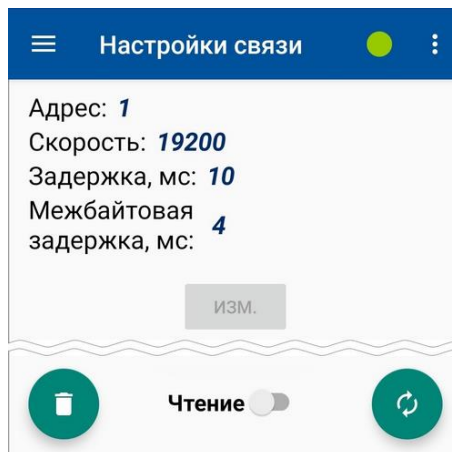 Настройки связи
Адрес: 1
Скорость: 19200
Задержка, мс: 10
Межбайтовая
задержка, мс: 4
изм.
Чтение